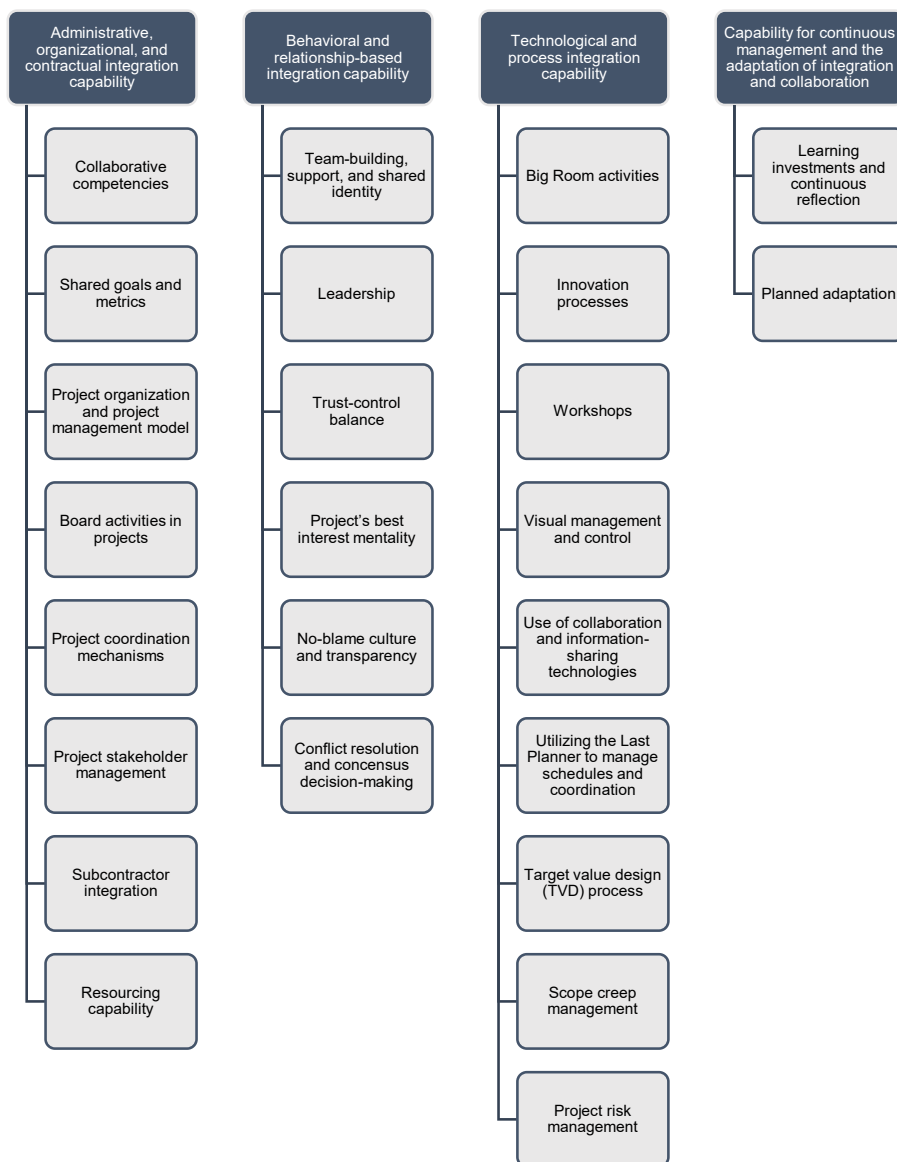 Administrative,
organizational, and
contractual integration
capability
Collaborative
competencies
Shared goals and
metrics
Project organization
and project
management model
Board activities in
projects
Project coordination
mechanisms
Project stakeholder
management
Subcontractor
integration
Resourcing
capability
Behavioral and
relationship-based
integration capability
Team-building,
support, and shared
identity
Leadership
Trust-control
balance
Project’s best
interest mentality
No-blame culture
and transparency
Conflict resolution
and concensus
decision-making
Technological and
process integration
capability
Big Room activities
Innovation
processes
Workshops
Visual management
and control
Use of collaboration
and information-
sharing
technologies
Utilizing the Last
Planner to manage
schedules and
coordination
Target value design
(TVD) process
Scope creep
management
Project risk
management
Capability for continuous
management and the
adaptation of integration
and collaboration
Learning
investments and
continuous
reflection
Planned adaptation